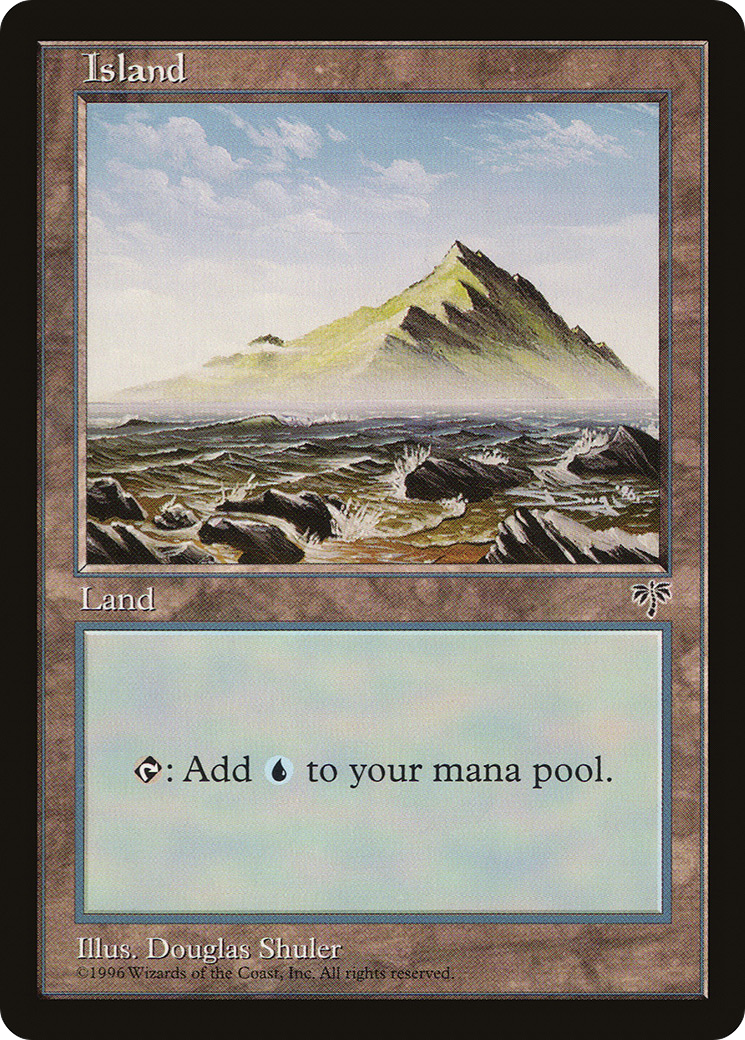 Island
Land
: Add to your mana pool.
Illus. Douglas Shuler
©1996 Wizards of the Coast, Inc. All rights reserved.